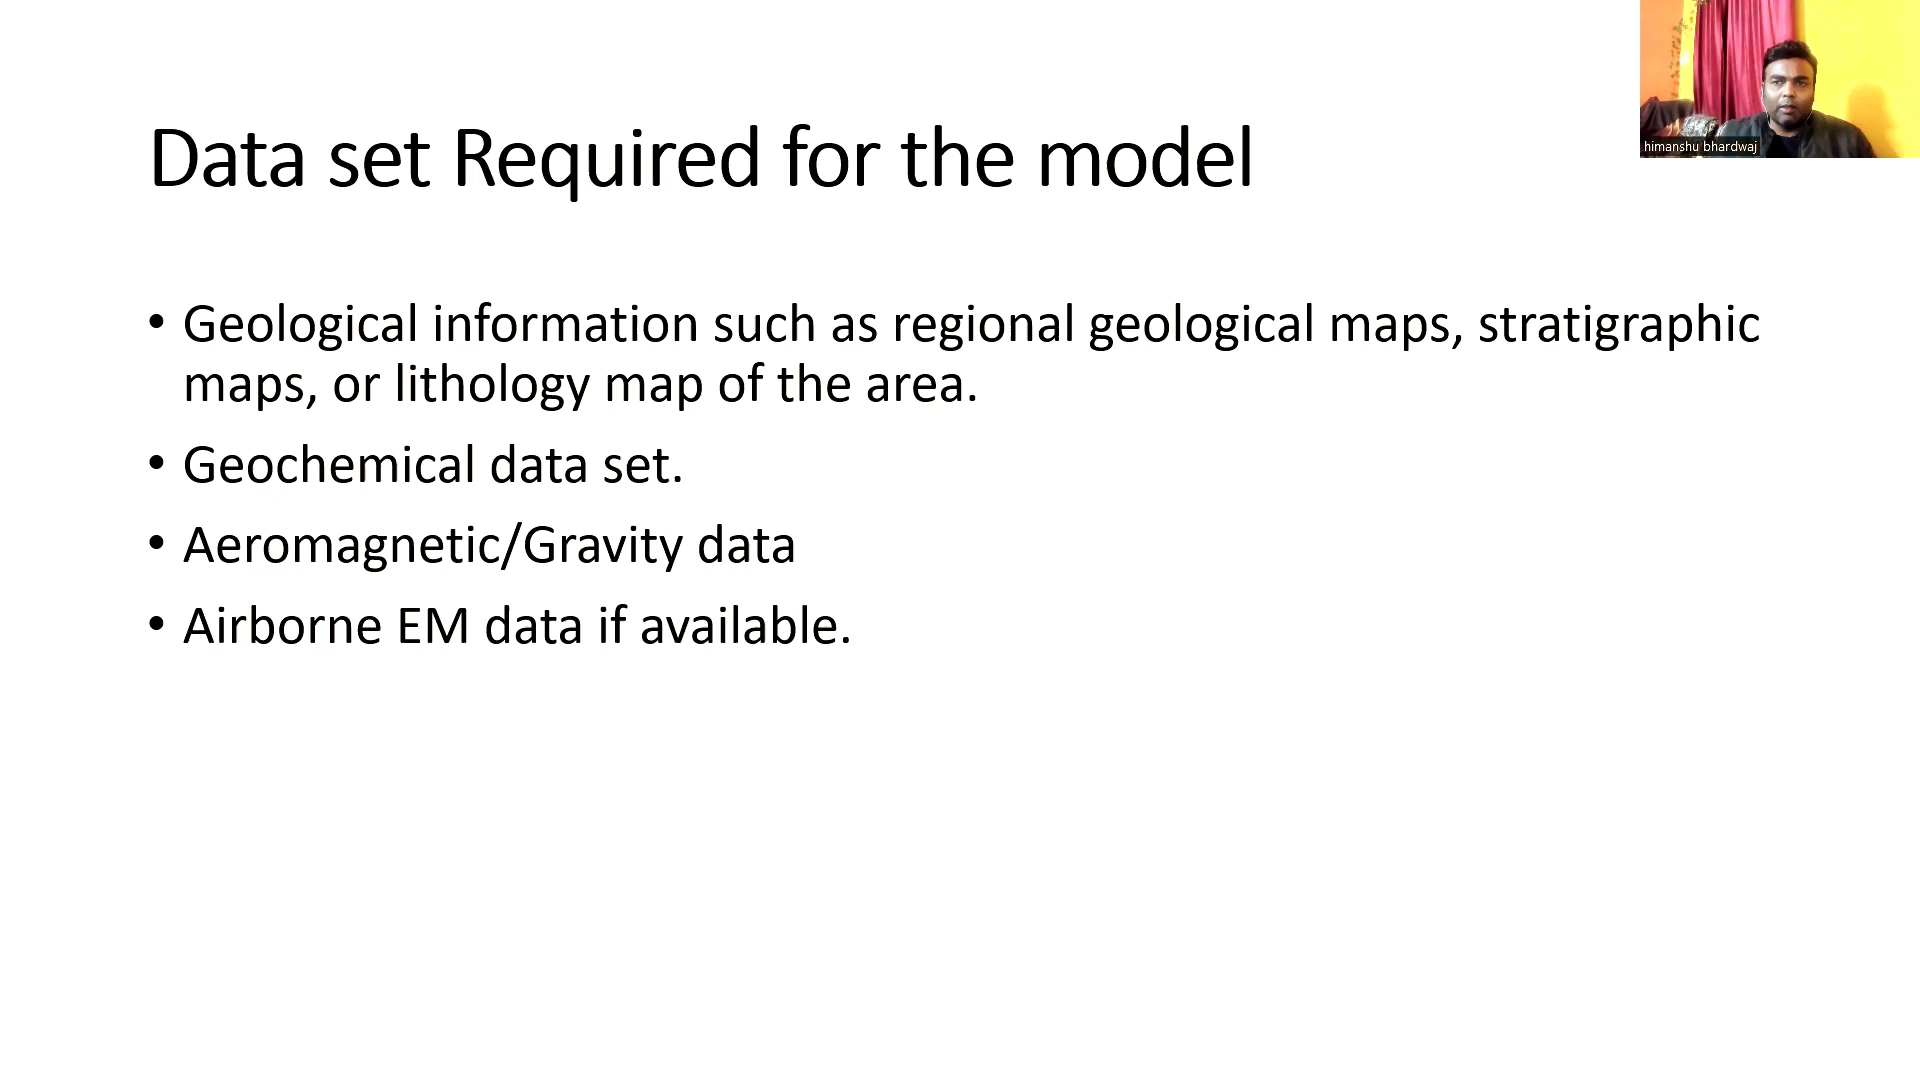 Data set Required for the model
himanshu bhardwaj
• Geological information such as regional geological maps, stratigraphic
maps, or lithology map of the area.
• Geochemical data set.
• Aeromagnetic/Gravity data
• Airborne EM data if available.